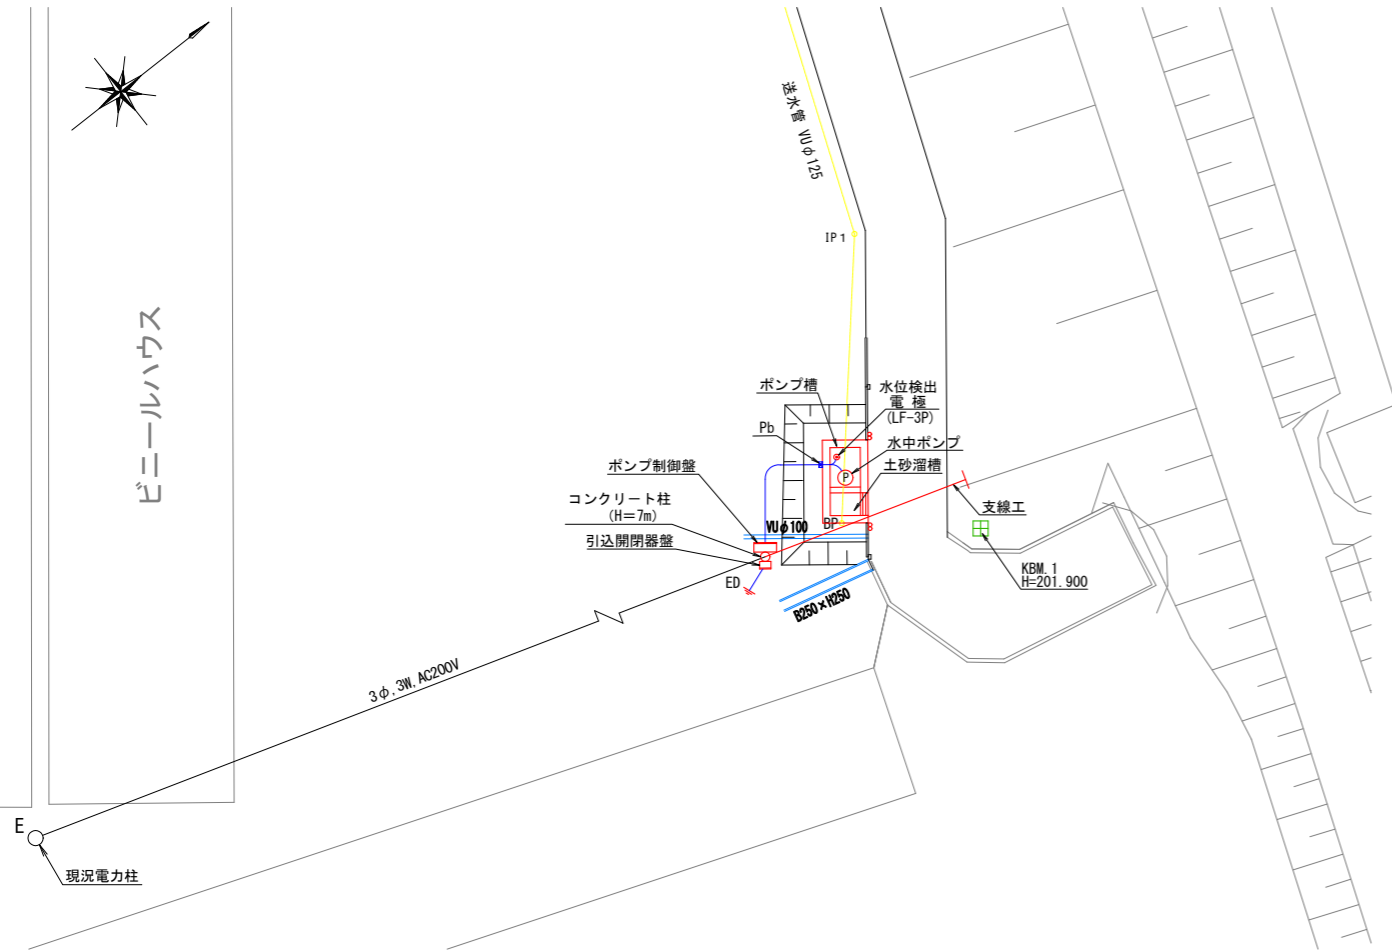 送水管 VUφ125
IP1
ビニールハウス
ポンプ槽
水位検出
電 極
(LF-3P)
Pb
水中ポンプ
ポンプ制御盤
土砂溜槽
P
コンクリート柱
(H=7m)
支線工
VUφ100
BP
引込開閉器盤
ED
KBM.1
H=201.900
B250×H250
3φ,3W,AC200V
E
現況電力柱